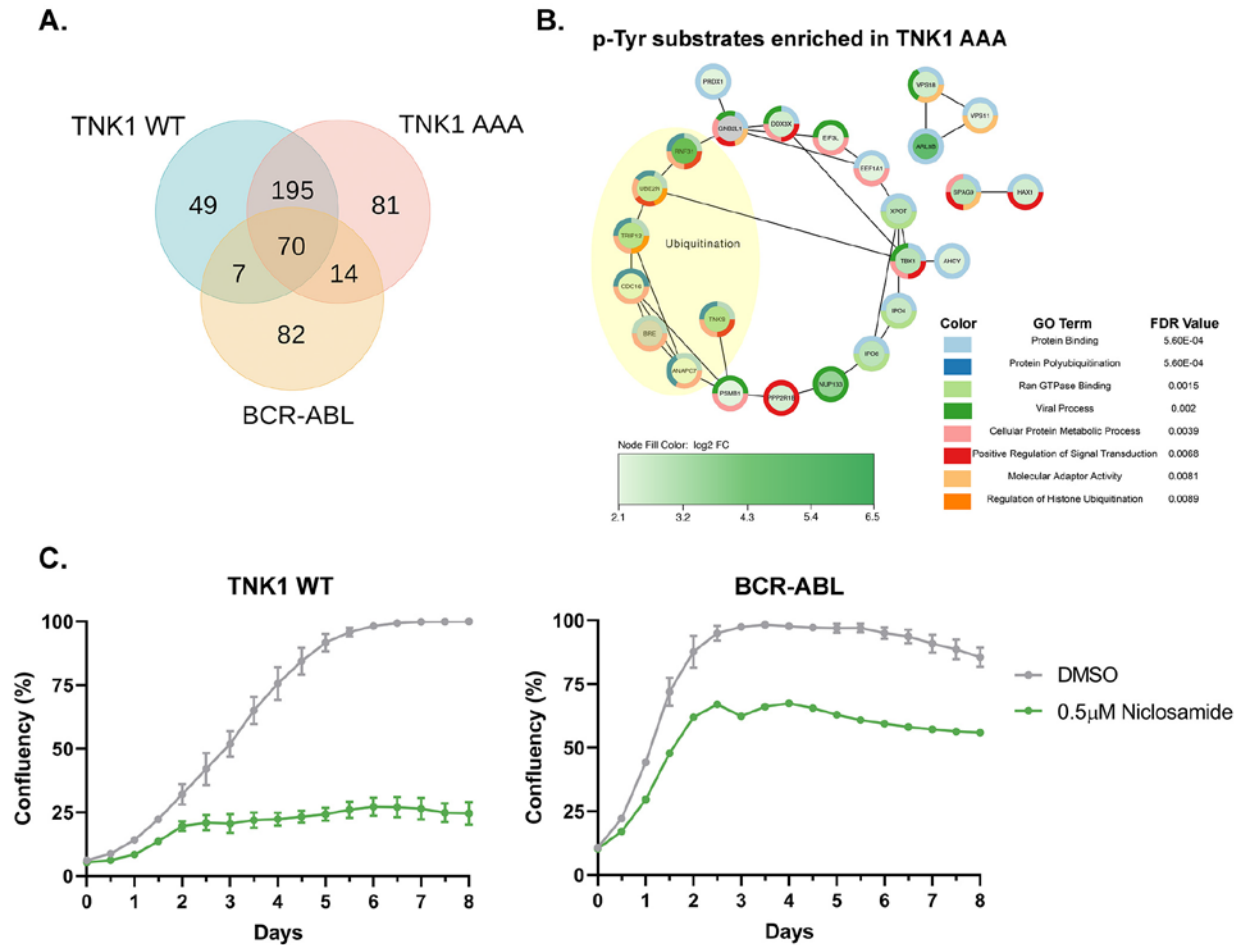 A.
TNK1 WT
TNK1 AAA
49
195
81
70
7
14
82
BCR-ABL
B.
p-Tyr substrates enriched in TNK1 AAA
PRDX1
GNB2L1
DDX3X
EIF3L
EEF1A1
XPOT
TBK1
AHCY
IPO4
NUP133
PPP2R1B
PSMB1
ANAPC7
BRE
TNKS
CDC16
TRIP12
RNF31
VPS18
VPS11
ARL8B
HAX1
Ubiquitination
Node Fill Color: log2 FC
2.1 3.2 4.3 5.4 6.5
Color GO Term FDR Value
Protein Binding 5.60E-04
Protein Polyubiquitination 5.60E-04
Ran GTPase Binding 0.0015
Viral Process 0.002
Cellular Protein Metabolic Process 0.0039
Positive Regulation of Signal Transduction 0.0068
Molecular Adaptor Activity 0.0081
Regulation of Histone Ubiquitination 0.0089
C.
TNK1 WT
Confluency (%)
100
75
50
25
0
0 1 2 3 4 5 6 7 8
Days
BCR-ABL
Confluency (%)
100
75
50
25
0
0 1 2 3 4 5 6 7 8
Days
DMSO
0.5μM Niclosamide